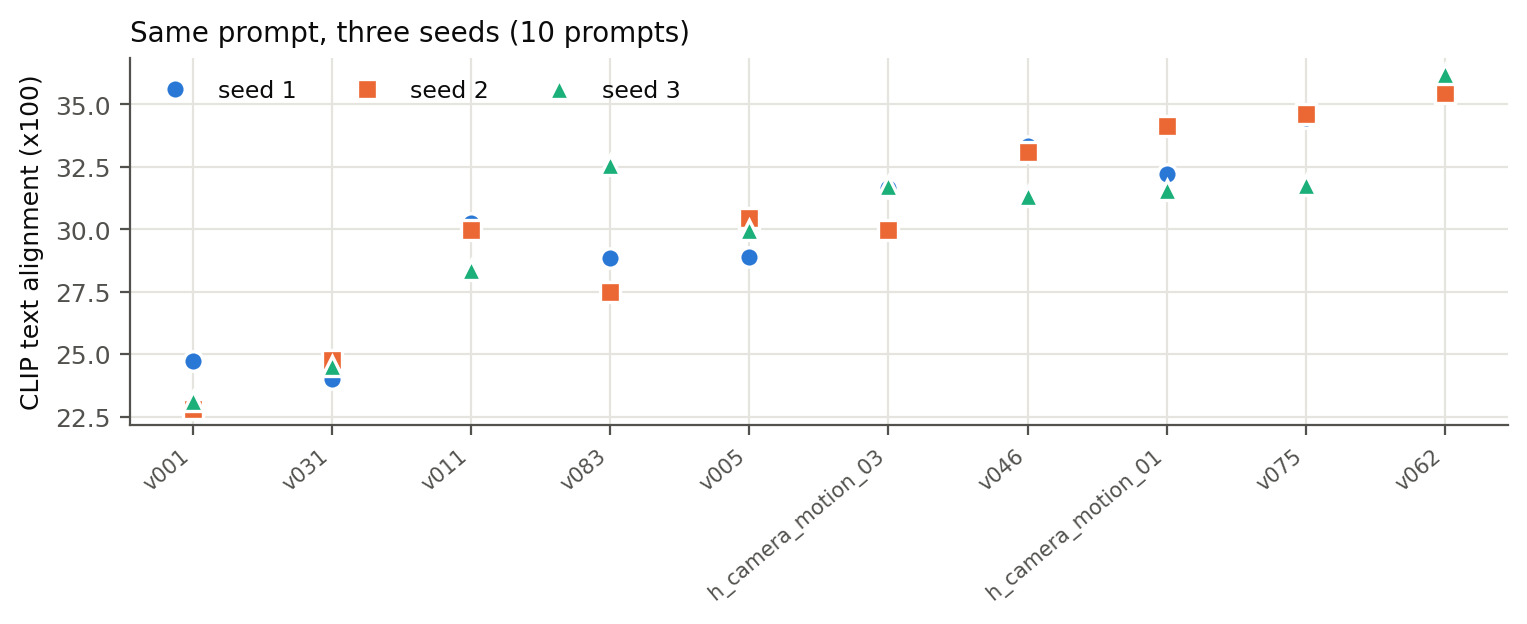 Same prompt, three seeds (10 prompts)
seed 1 seed 2 seed 3
CLIP text alignment (x100)
35.0
32.5
30.0
27.5
25.0
22.5
v001 v031 v011 v083 v005 h_camera_motion_03 v046 h_camera_motion_01 v075 v062